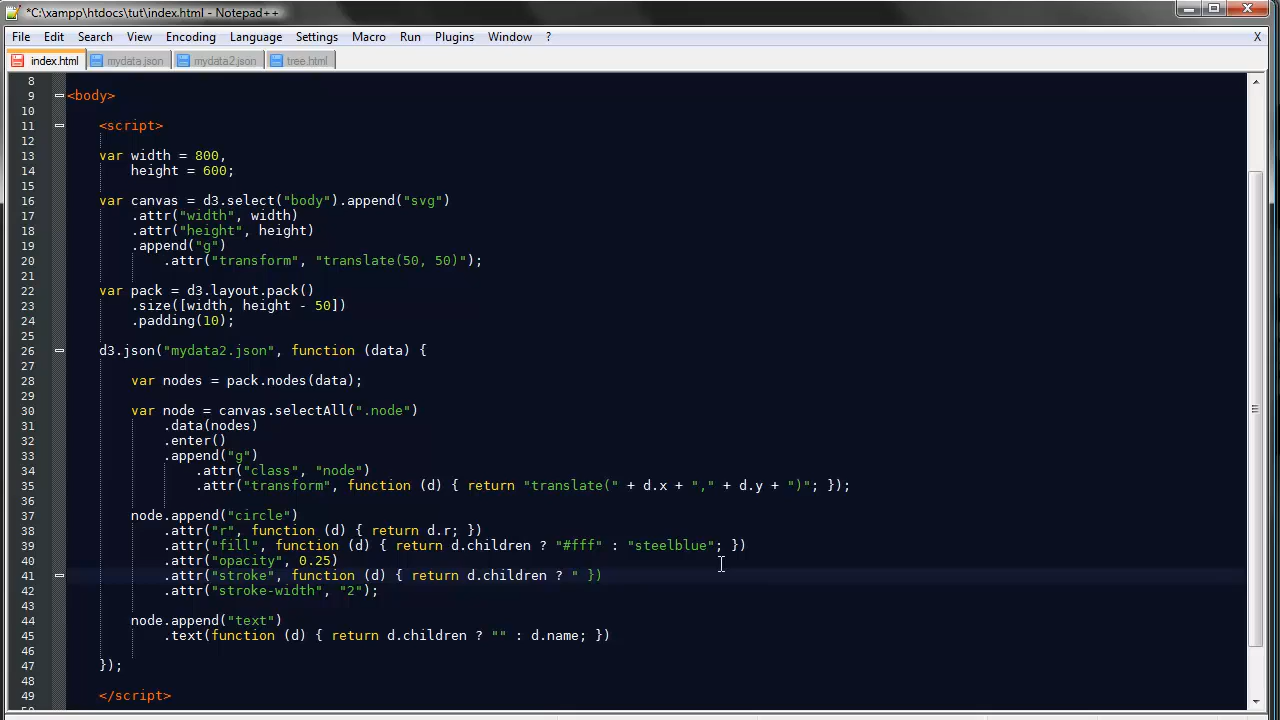 *C:\xampp\htdocs\tut\index.html - Notepad++
File Edit Search View Encoding Language Settings Macro Run Plugins Window ? X
index.html mydata.json mydata2.json tree.html
8
9 <body>
10
11 <script>
12
13 var width = 800,
14 height = 600;
15
16 var canvas = d3.select("body").append("svg")
17 .attr("width", width)
18 .attr("height", height)
19 .append("g")
20 .attr("transform", "translate(50, 50)");
21
22 var pack = d3.layout.pack()
23 .size([width, height - 50])
24 .padding(10);
25
26 d3.json("mydata2.json", function (data) {
27
28 var nodes = pack.nodes(data);
29
30 var node = canvas.selectAll(".node")
31 .data(nodes)
32 .enter()
33 .append("g")
34 .attr("class", "node")
35 .attr("transform", function (d) { return "translate(" + d.x + "," + d.y + ")"; });
36
37 node.append("circle")
38 .attr("r", function (d) { return d.r; })
39 .attr("fill", function (d) { return d.children ? "#fff" : "steelblue"; })
40 .attr("opacity", 0.25)
41 .attr("stroke", function (d) { return d.children ? " })
42 .attr("stroke-width", "2");
43
44 node.append("text")
45 .text(function (d) { return d.children ? "" : d.name; })
46
47 });
48
49 </script>